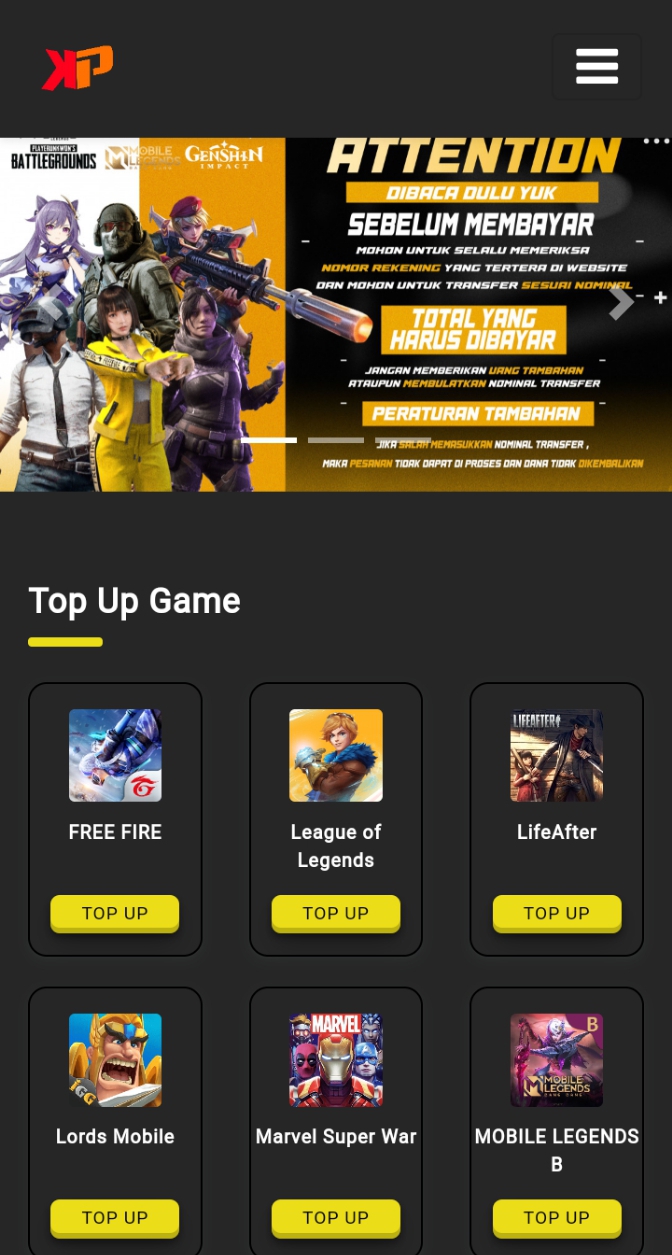 KP
PLAYERUNKNOWN'S
BATTLEGROUNDS
MOBILE
LEGENDS
GENSHIN
IMPACT
ATTENTION
DIBACA DULU YUK
SEBELUM MEMBAYAR
MOHON UNTUK SELALU MEMERIKSA
NOMOR REKENING YANG TERTERA DI WEBSITE
DAN MOHON UNTUK TRANSFER SESUAI NOMINAL
TOTAL YANG
HARUS DIBAYAR
JANGAN MEMBERIKAN UANG TAMBAHAN
ATAUPUN MEMBULATKAN NOMINAL TRANSFER
PERATURAN TAMBAHAN
JIKA SALAH MEMASUKKAN NOMINAL TRANSFER ,
MAKA PESANAN TIDAK DAPAT DI PROSES DAN DANA TIDAK DIKEMBALIKAN
Top Up Game
LIFEAFTER
FREE FIRE
League of
Legends
LifeAfter
TOP UP
TOP UP
TOP UP
IGG
MARVEL
B
MOBILE
LEGENDS
BANG BANG
Lords Mobile
Marvel Super War
MOBILE LEGENDS
B
TOP UP
TOP UP
TOP UP